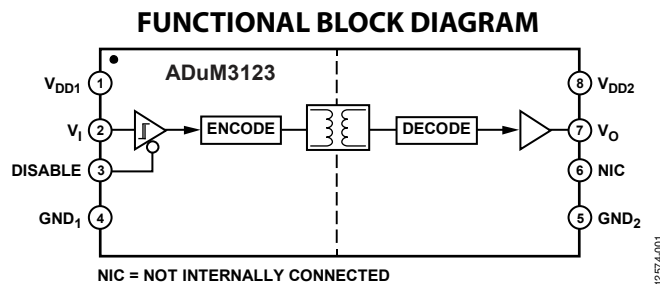 FUNCTIONAL BLOCK DIAGRAM
ADuM3123
VDD1 1
8 VDD2
VI 2
ENCODE
DECODE
7 VO
DISABLE 3
6 NIC
GND1 4
5 GND2
NIC = NOT INTERNALLY CONNECTED
12574-001